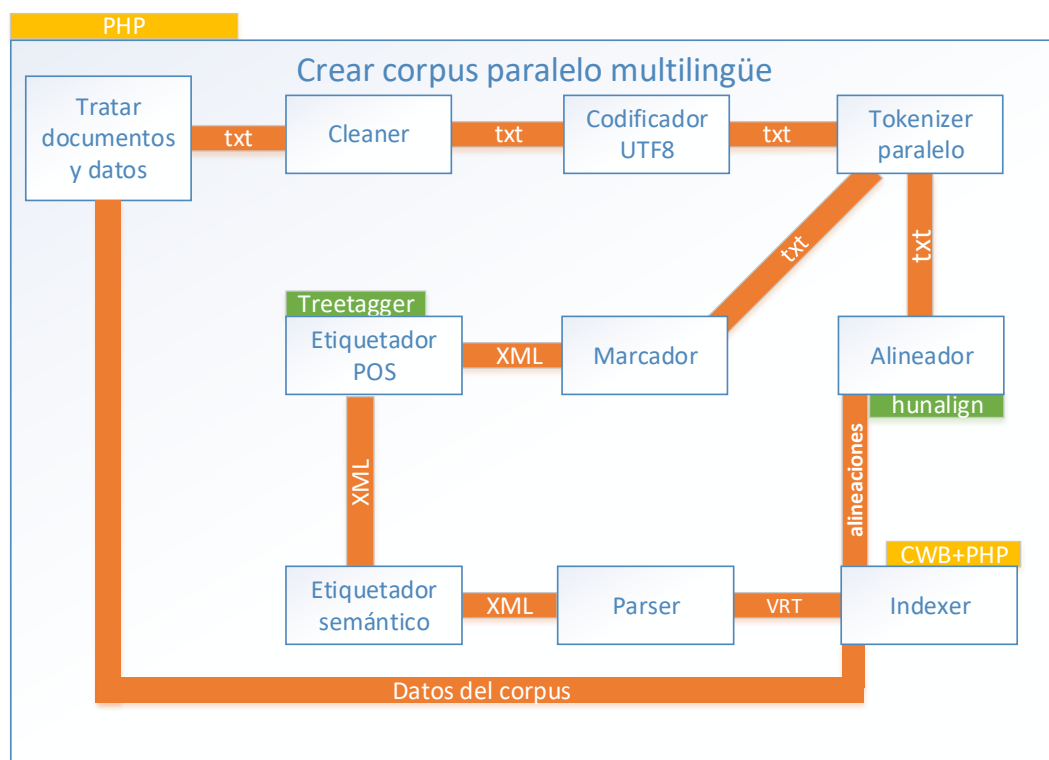 PHP
Crear corpus paralelo multilingüe
Tratar
documentos
y datos
txt
Cleaner
txt
Codificador
UTF8
txt
Tokenizer
paralelo
txt
txt
Treetagger
Etiquetador
POS
XML
Marcador
Alineador
hunalign
XML
alineaciones
CWB+PHP
Etiquetador
semántico
XML
Parser
VRT
Indexer
Datos del corpus